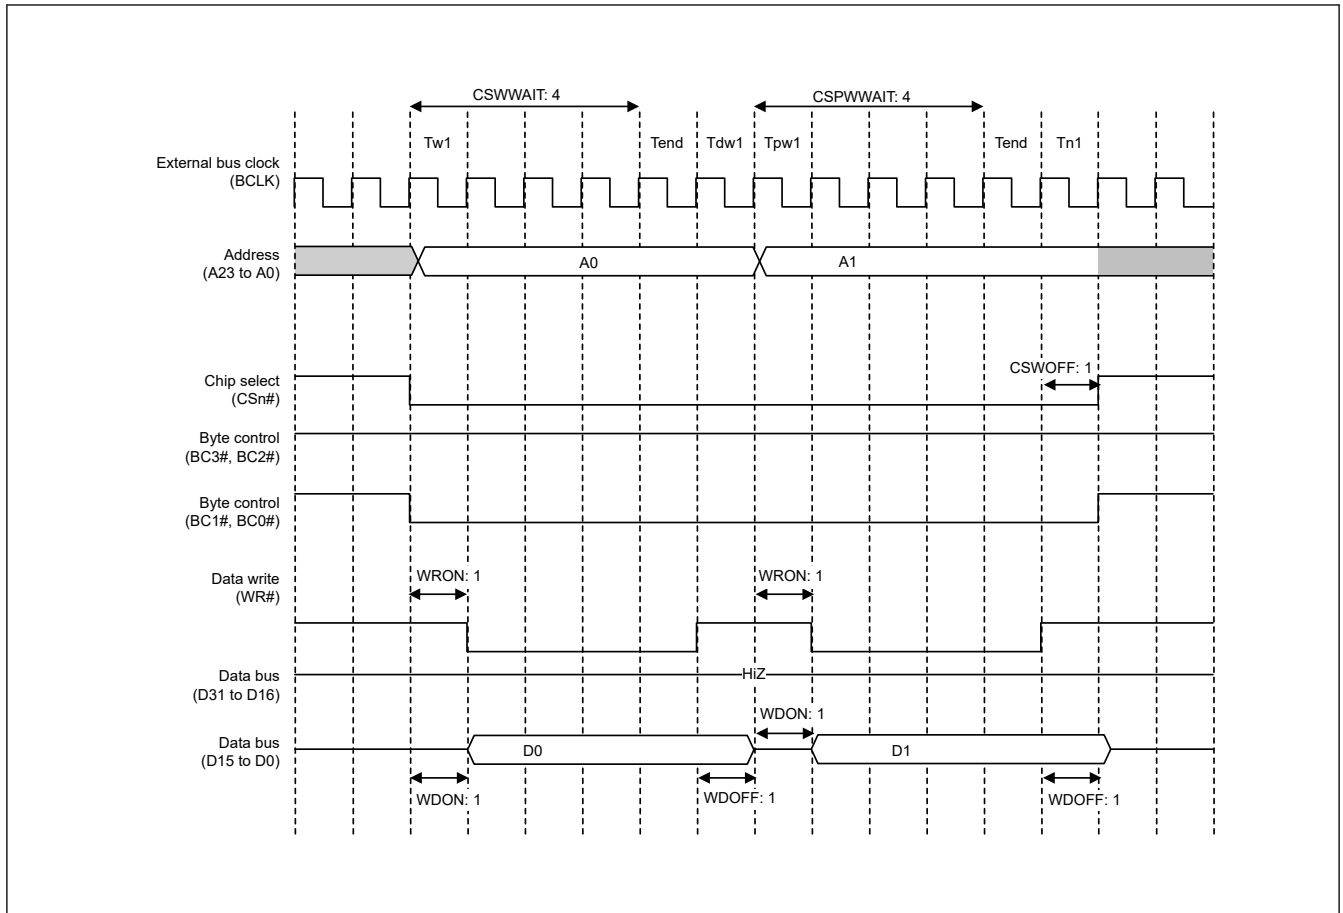 CSWWAIT: 4
CSPWWAIT: 4
Tw1
Tend
Tdw1
Tpw1
Tend
Tn1
External bus clock
(BCLK)
Address
(A23 to A0)
A0
A1
CSWOFF: 1
Chip select
(CSn#)
Byte control
(BC3#, BC2#)
Byte control
(BC1#, BC0#)
WRON: 1
WRON: 1
Data write
(WR#)
HiZ
Data bus
(D31 to D16)
WDON: 1
Data bus
(D15 to D0)
D0
D1
WDON: 1
WDOFF: 1
WDOFF: 1